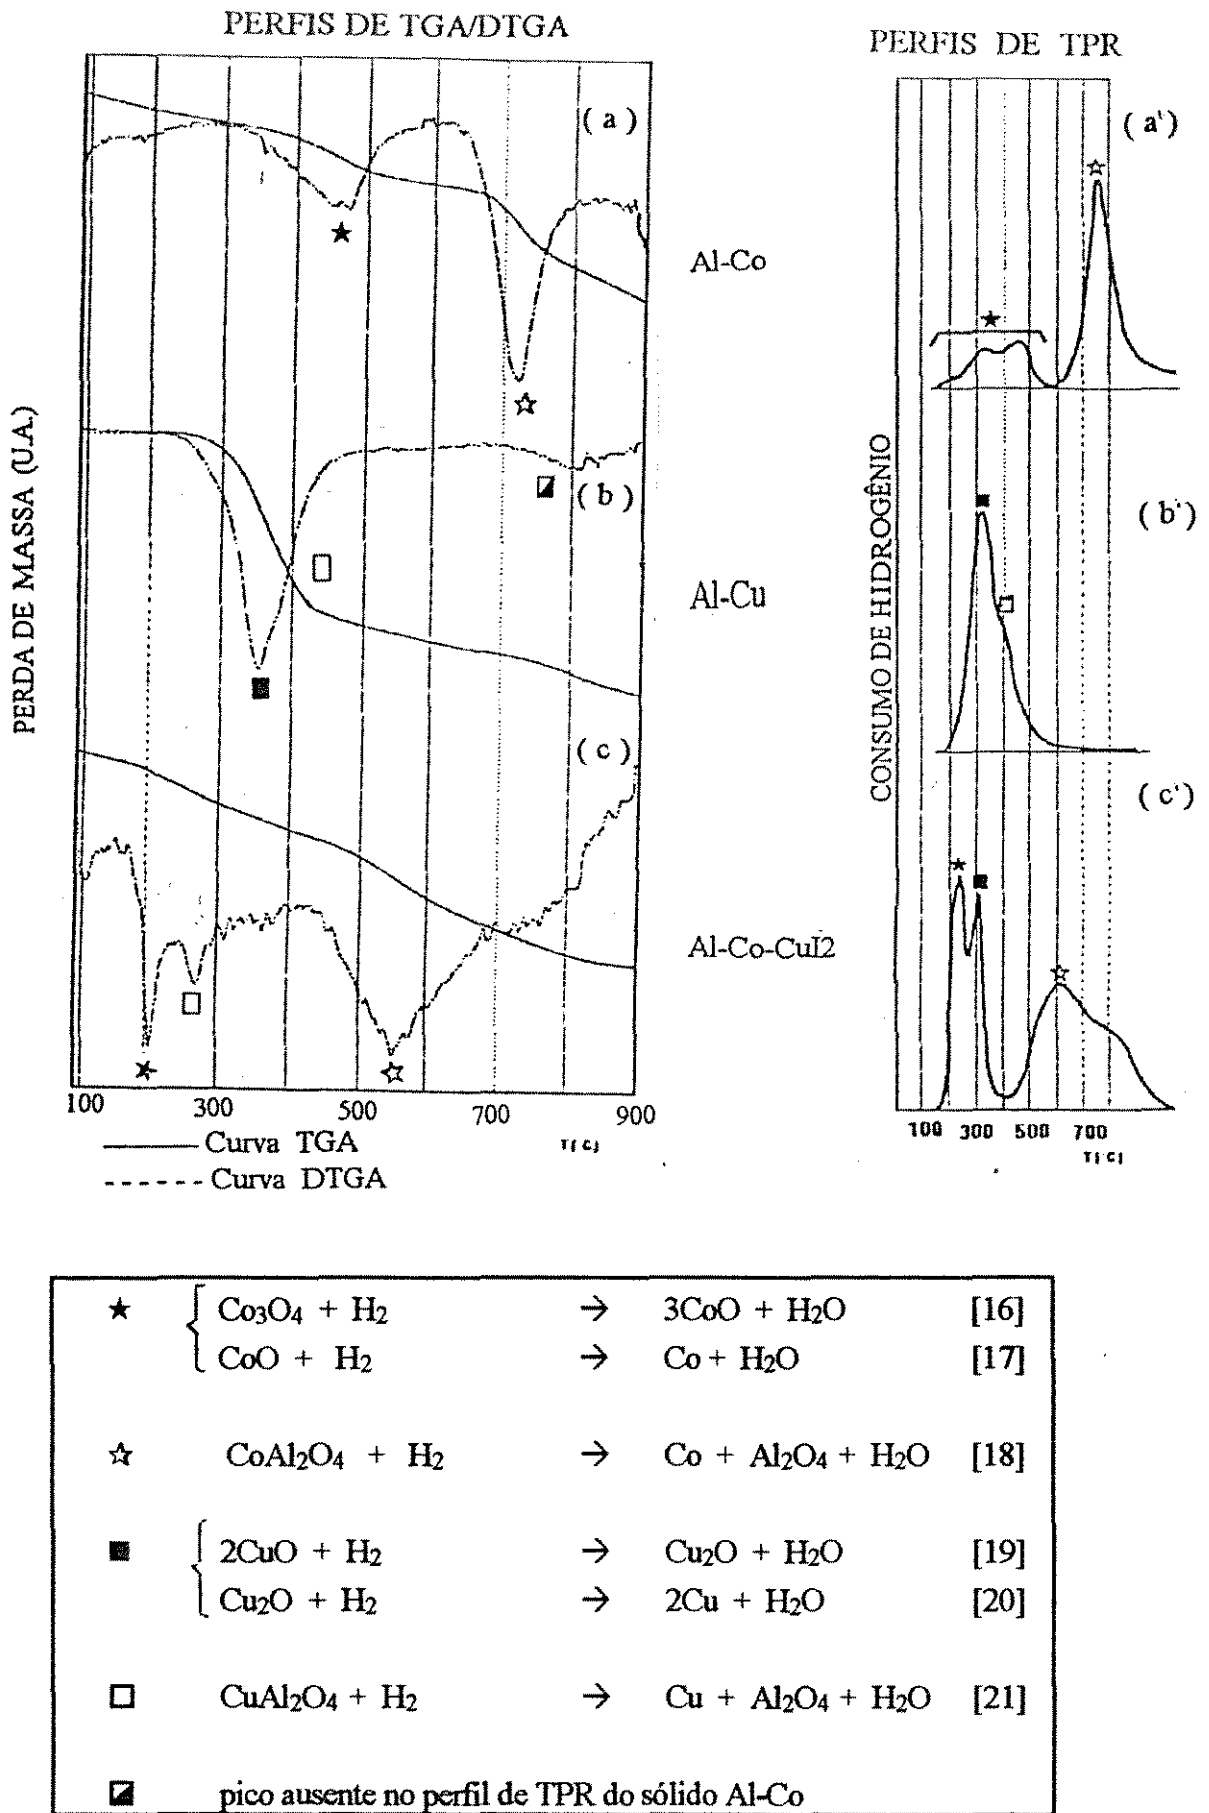 PERFIS DE TGA/DTGA
PERFIS DE TPR
PERDA DE MASSA (U.A.)
( a )
Al-Co
( b )
Al-Cu
( c )
Al-Co-CuI2
100 300 500 700 900
T( C)
Curva TGA
Curva DTGA
CONSUMO DE HIDROGÊNIO
( a' )
( b' )
( c' )
100 300 500 700
T( C)
★ Co₃O₄ + H₂ → 3CoO + H₂O [16]
CoO + H₂ → Co + H₂O [17]
☆ CoAl₂O₄ + H₂ → Co + Al₂O₄ + H₂O [18]
■ 2CuO + H₂ → Cu₂O + H₂O [19]
Cu₂O + H₂ → 2Cu + H₂O [20]
□ CuAl₂O₄ + H₂ → Cu + Al₂O₄ + H₂O [21]
pico ausente no perfil de TPR do sólido Al-Co